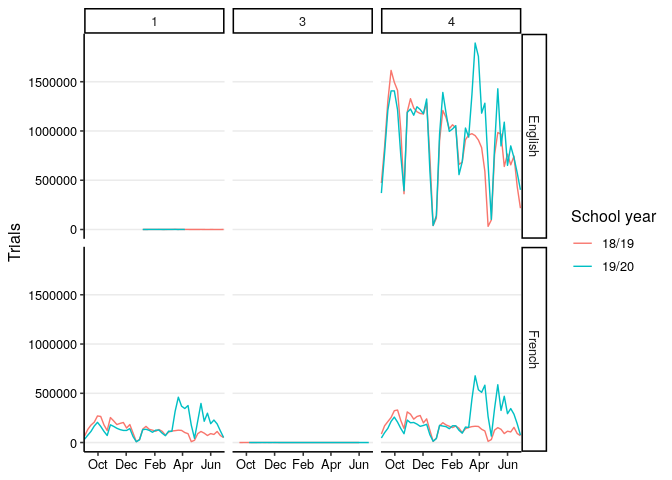 1 3 4
1500000
1000000
500000
0
English
1500000
1000000
500000
0
French
Trials
Oct Dec Feb Apr Jun Oct Dec Feb Apr Jun Oct Dec Feb Apr Jun
School year
18/19
19/20